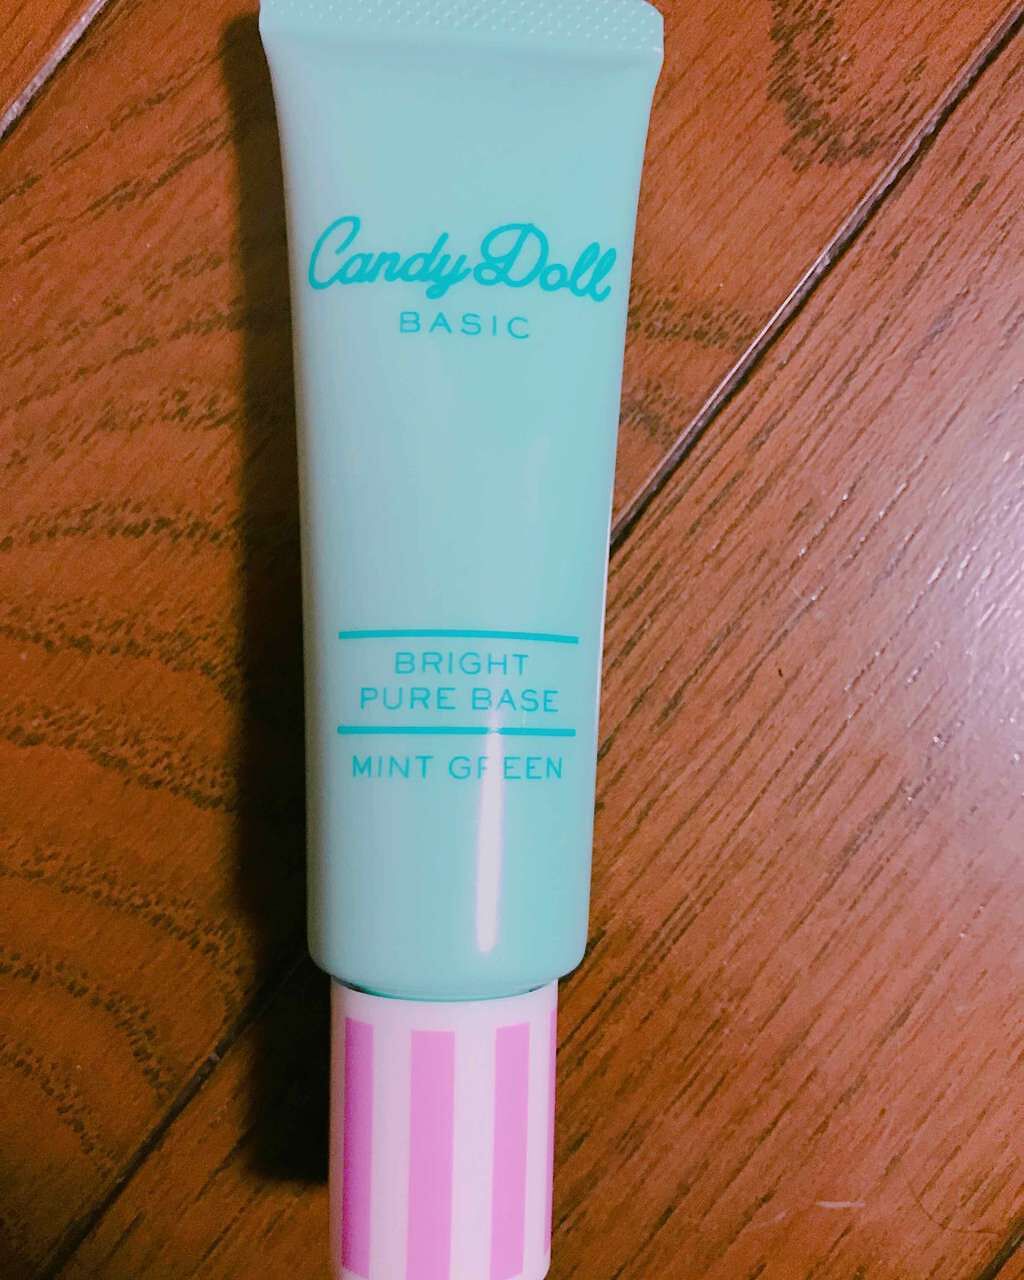 Candy Doll
BASIC
BRIGHT
PURE BASE
MINT GREEN